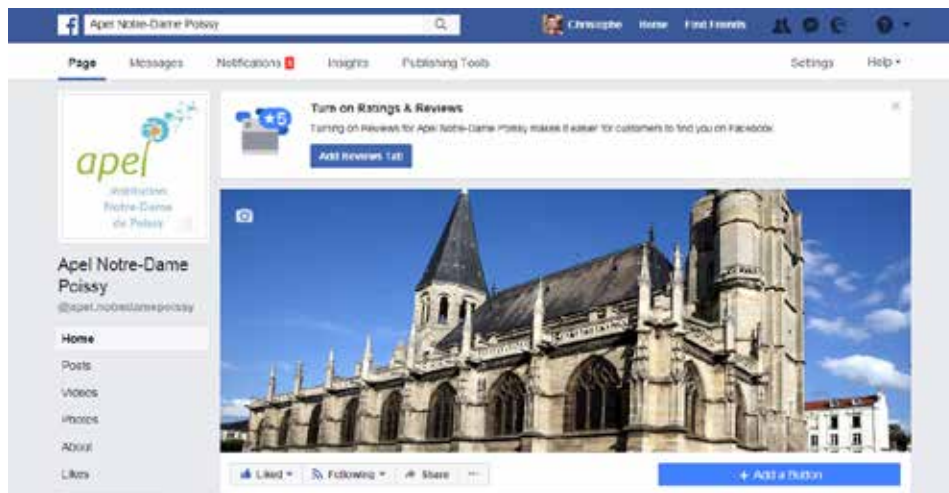 Apel Notre-Dame Poissy
Christophe Home Find Friends
Page Messages Notifications Insights Publishing Tools Settings Help
Turn on Ratings & Reviews
Turning on Reviews for Apel Notre-Dame Poissy makes it easier for customers to find you on Facebook.
Add Reviews Tab
apel
Institution
Notre-Dame
de Poissy
Apel Notre-Dame
Poissy
@apel.notredamepoissy
Home
Posts
Videos
Photos
About
Likes
Liked Following Share
+ Add a Button